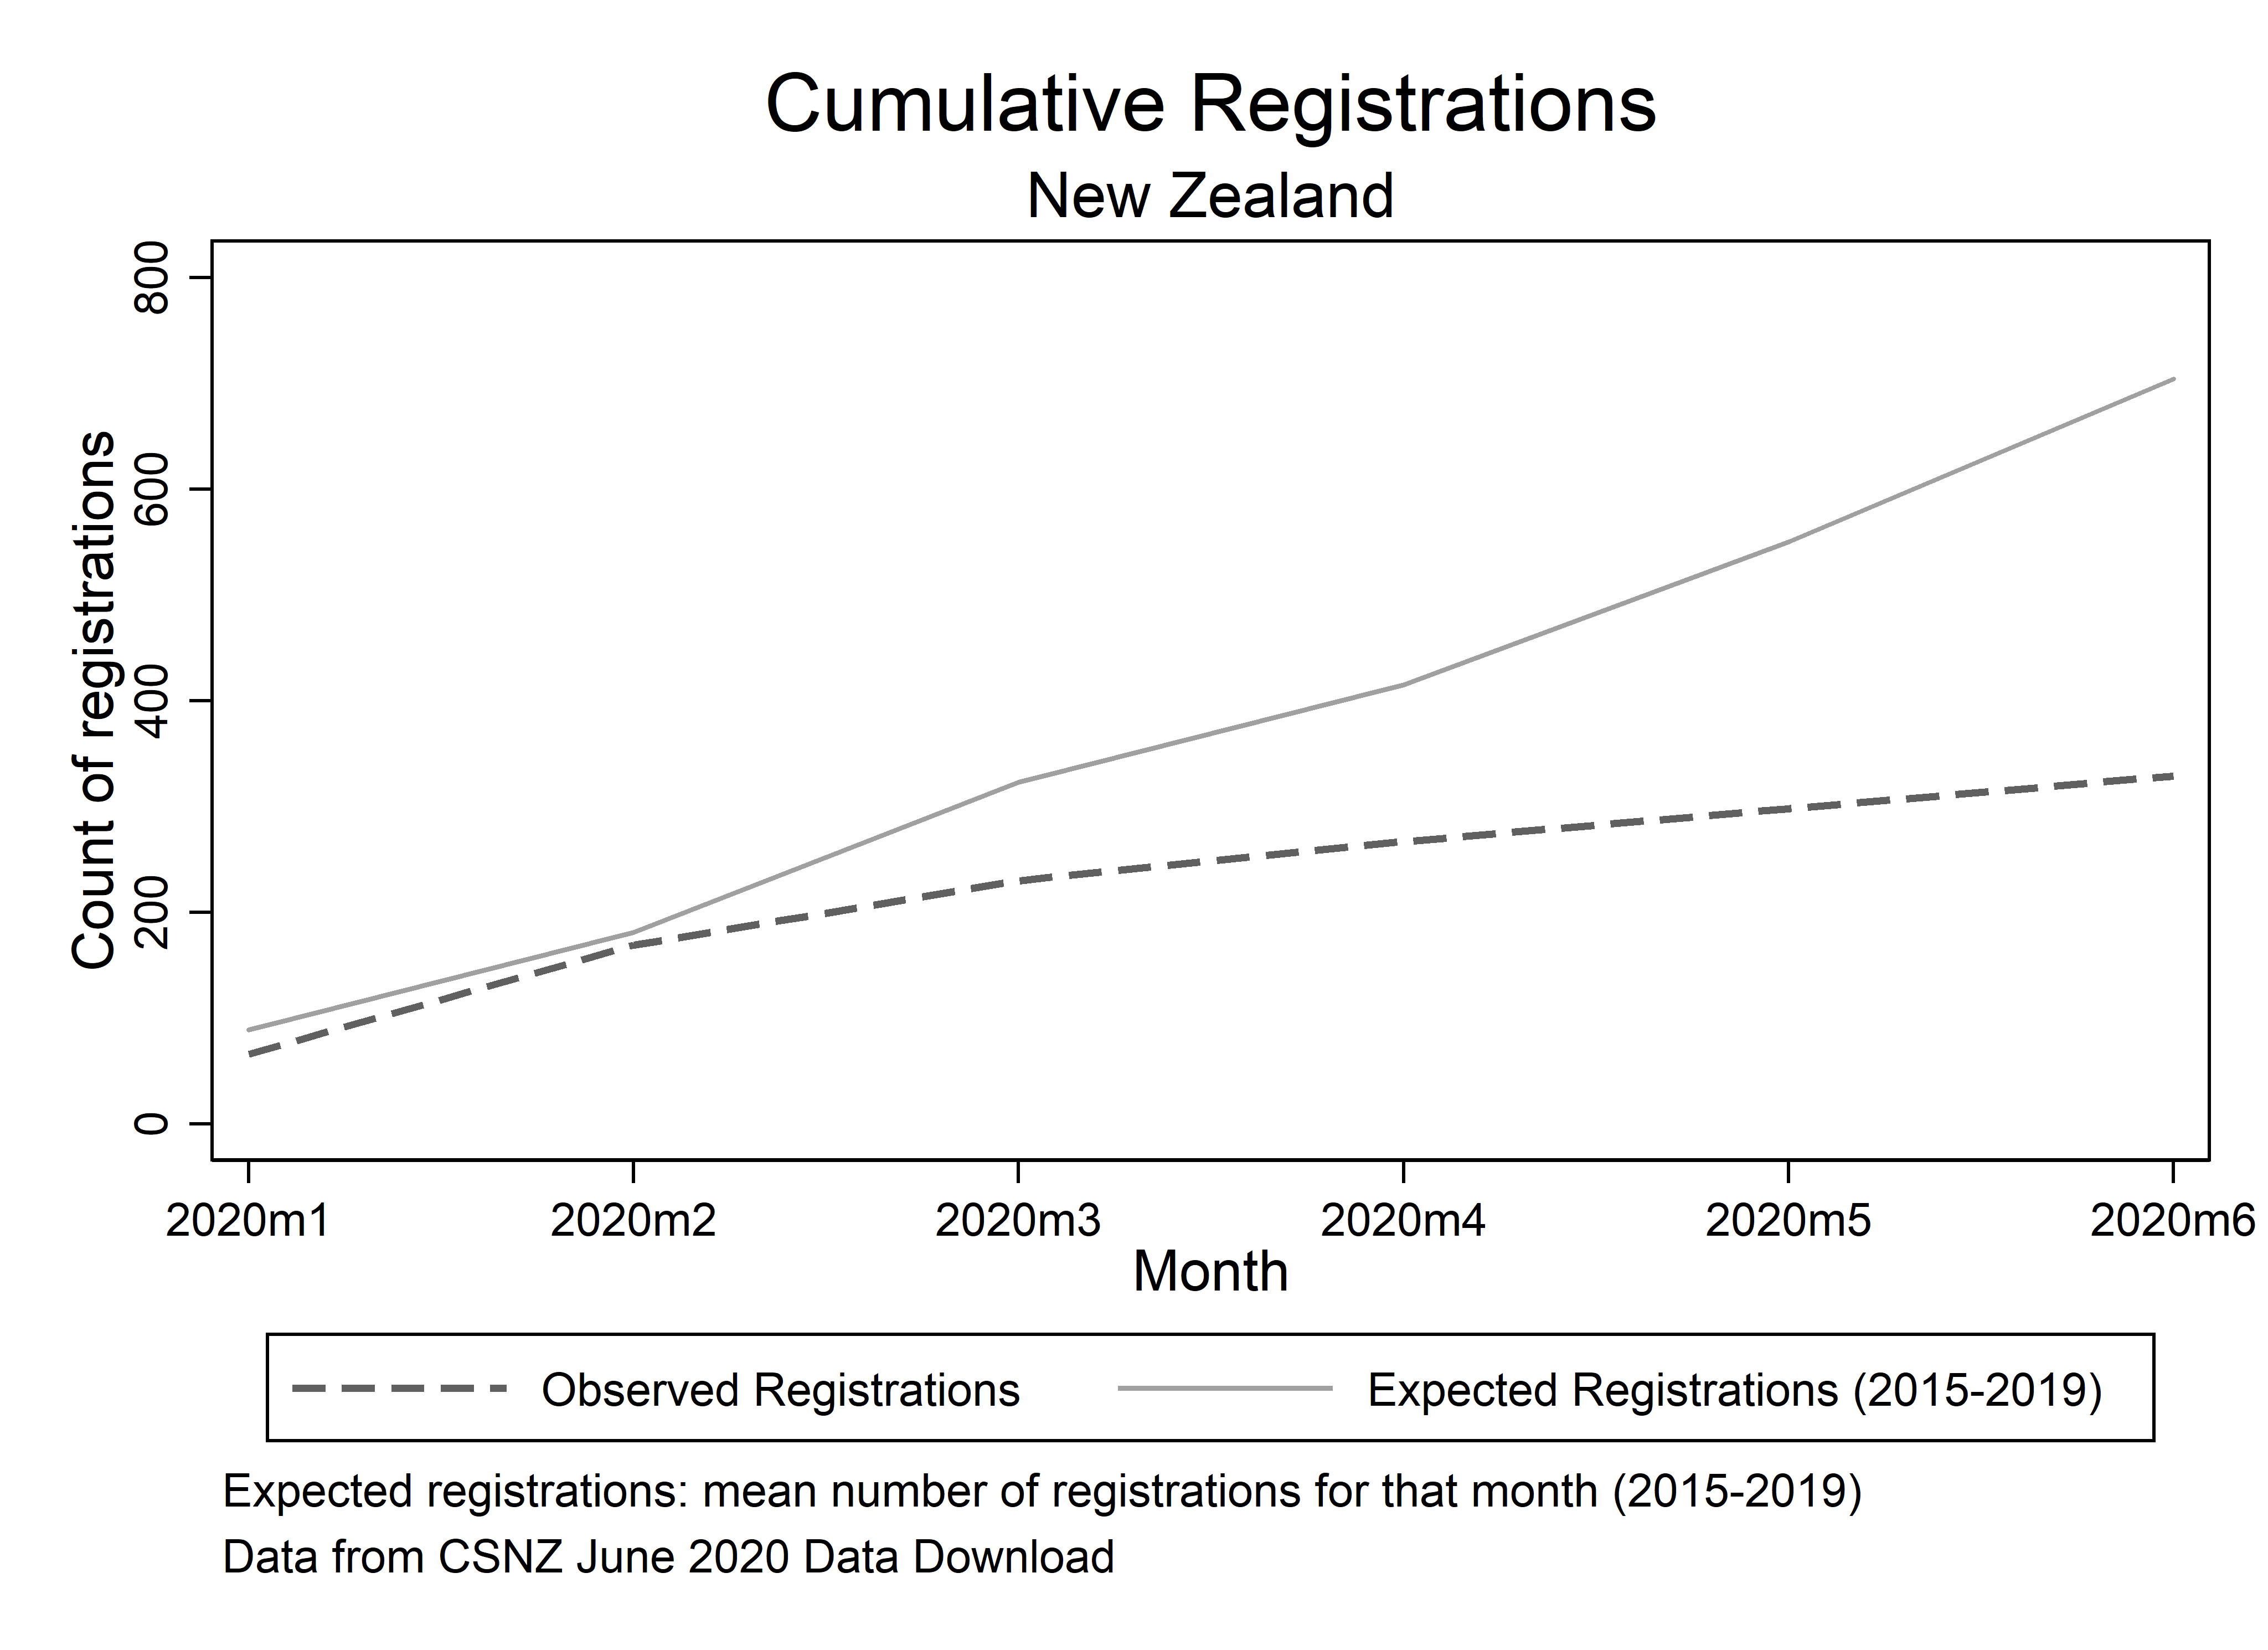 Cumulative Registrations
New Zealand
Count of registrations
800
600
400
200
0
2020m1 2020m2 2020m3 2020m4 2020m5 2020m6
Month
Observed Registrations Expected Registrations (2015-2019)
Expected registrations: mean number of registrations for that month (2015-2019)
Data from CSNZ June 2020 Data Download